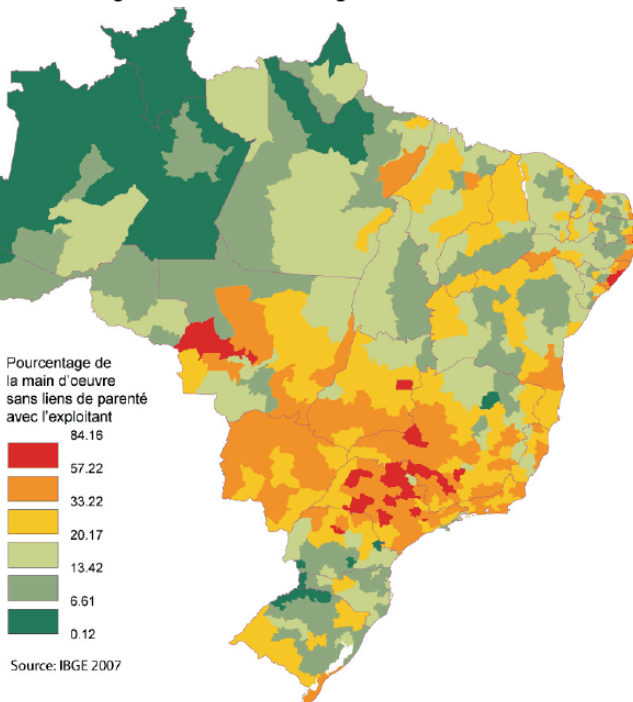 Pourcentage de
la main d'oeuvre
sans liens de parenté
avec l'exploitant
84.16
57.22
33.22
20.17
13.42
6.61
0.12
Source: IBGE 2007